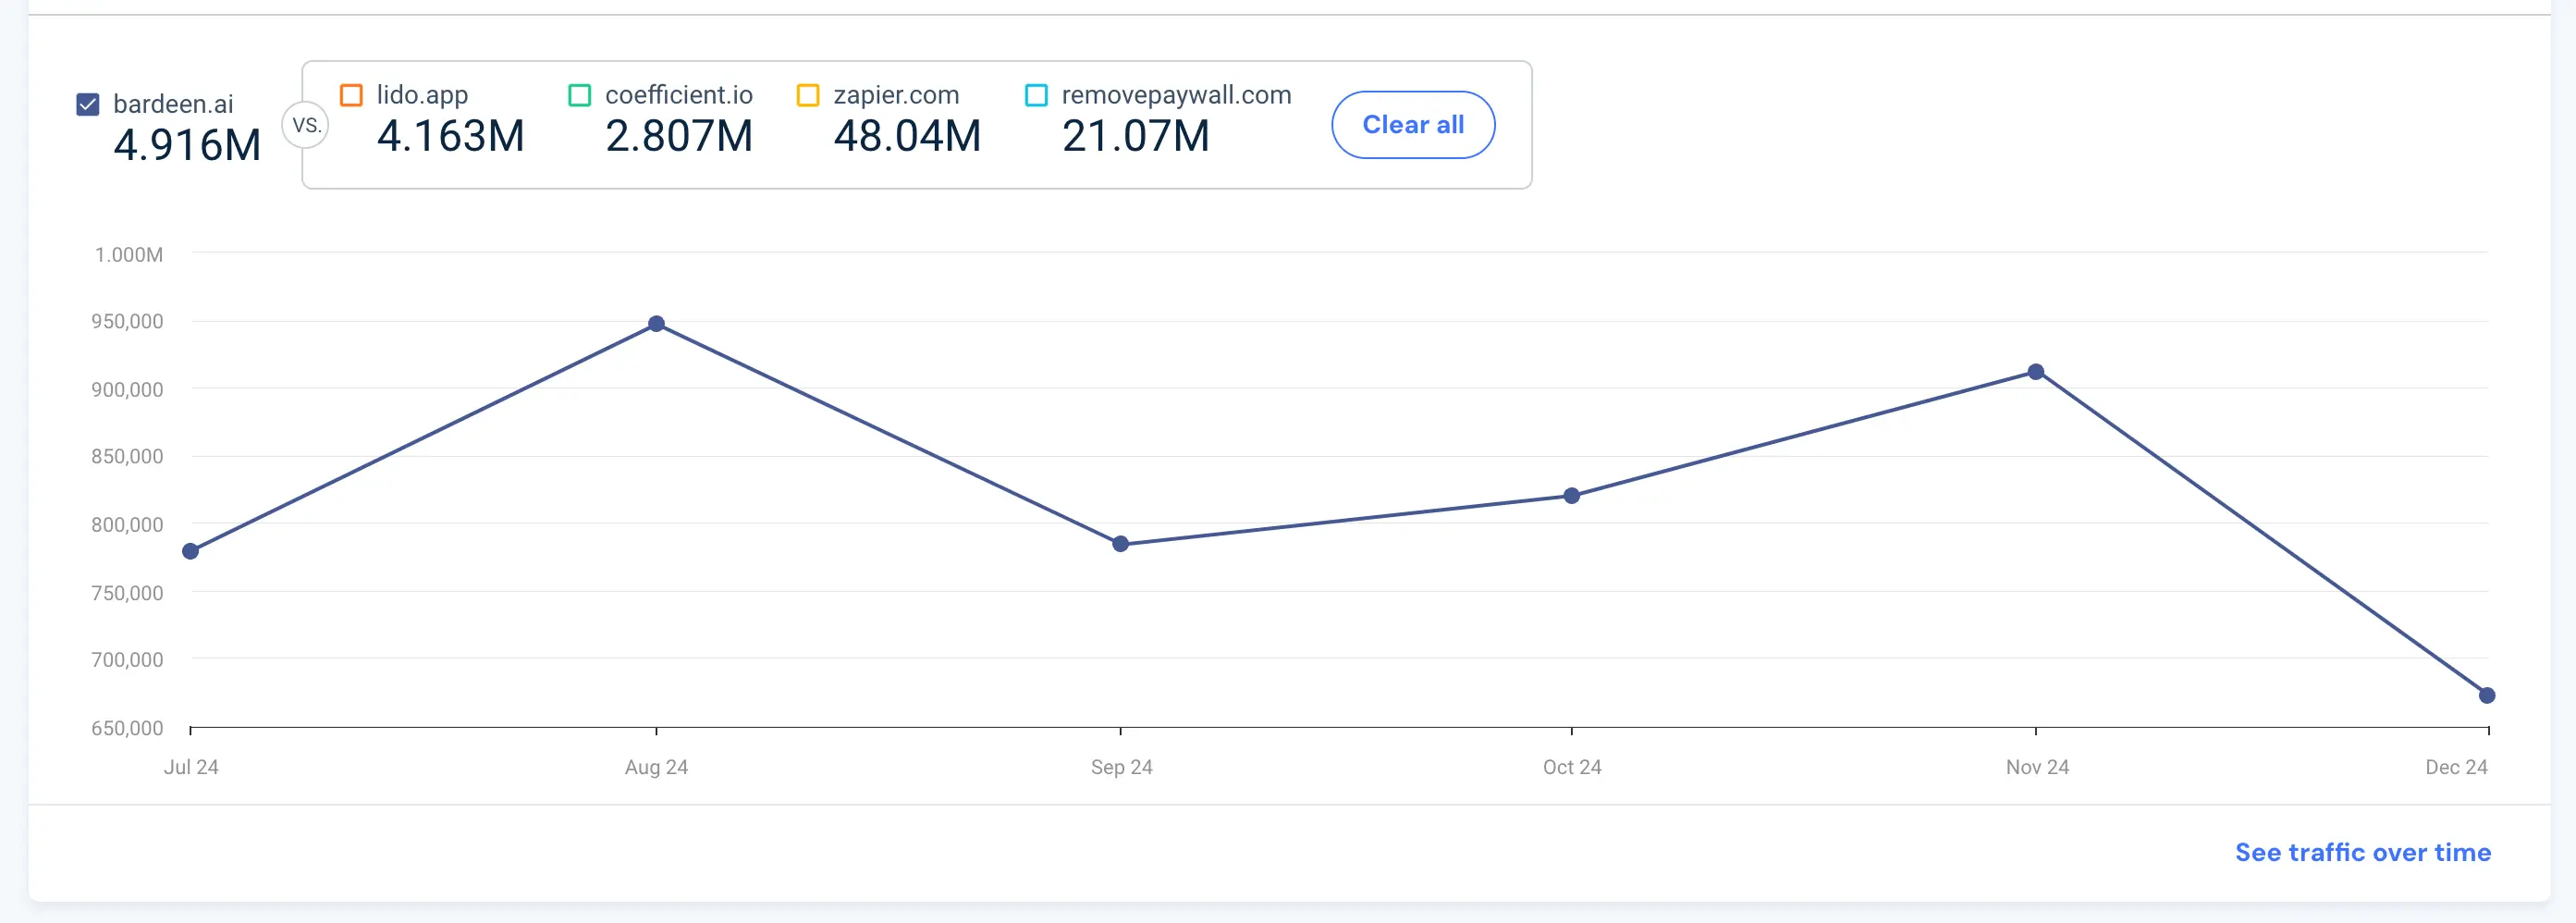 bardeen.ai
4.916M
VS.
lido.app
4.163M
coefficient.io
2.807M
zapier.com
48.04M
removepaywall.com
21.07M
Clear all
1.000M
950,000
900,000
850,000
800,000
750,000
700,000
650,000
Jul 24
Aug 24
Sep 24
Oct 24
Nov 24
Dec 24
See traffic over time